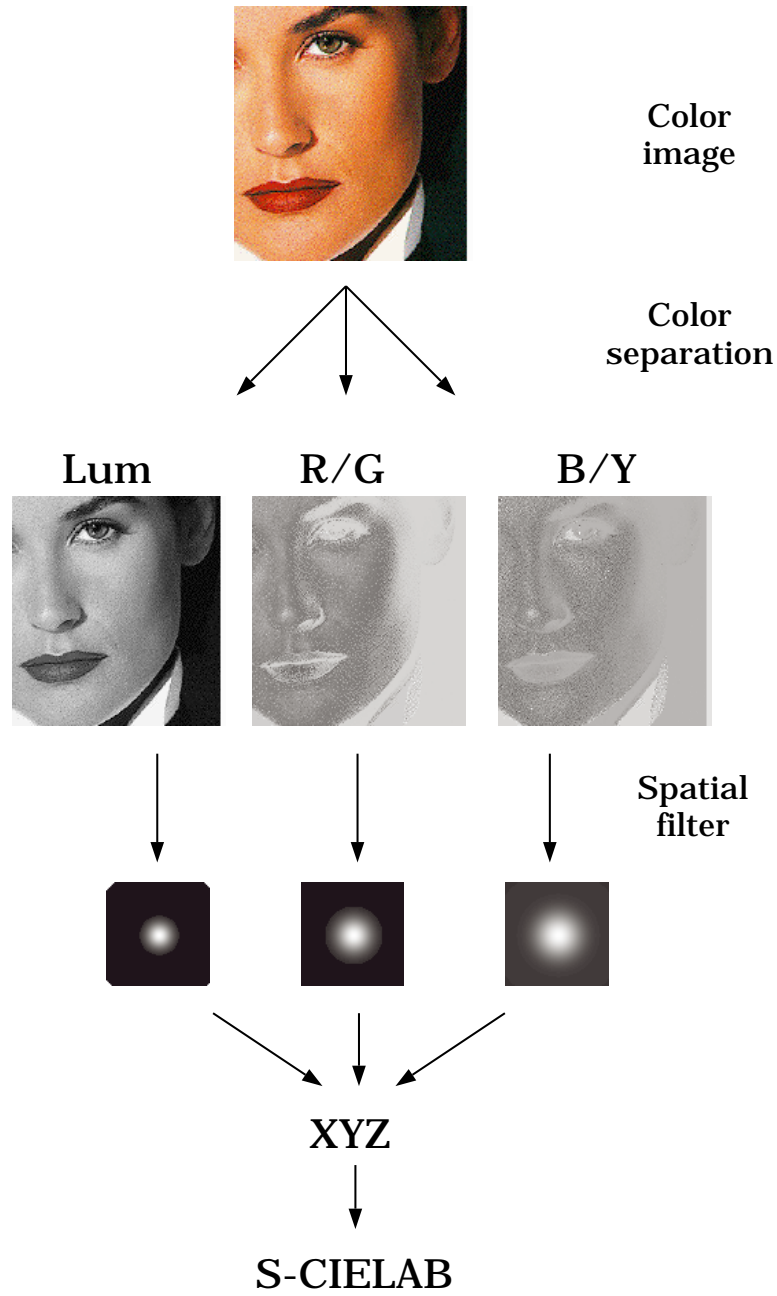 Color
image
Color
separation
Lum
R/G
B/Y
Spatial
filter
XYZ
S-CIELAB